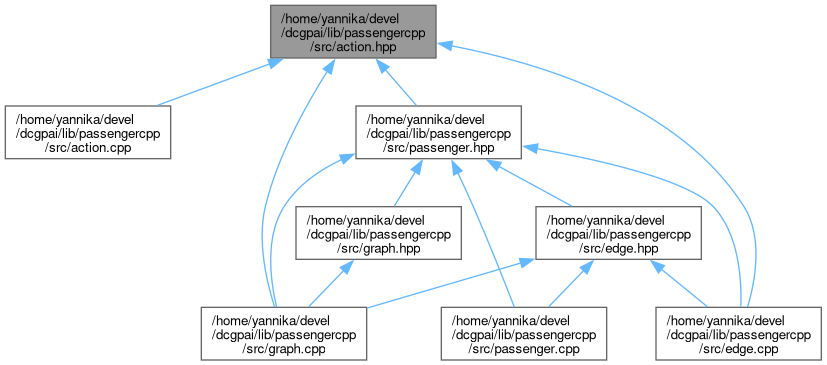 /home/yannika/devel
/dcgpai/lib/passengercpp
/src/action.hpp
/home/yannika/devel
/dcgpai/lib/passengercpp
/src/action.cpp
/home/yannika/devel
/dcgpai/lib/passengercpp
/src/passenger.hpp
/home/yannika/devel
/dcgpai/lib/passengercpp
/src/graph.hpp
/home/yannika/devel
/dcgpai/lib/passengercpp
/src/edge.hpp
/home/yannika/devel
/dcgpai/lib/passengercpp
/src/graph.cpp
/home/yannika/devel
/dcgpai/lib/passengercpp
/src/passenger.cpp
/home/yannika/devel
/dcgpai/lib/passengercpp
/src/edge.cpp